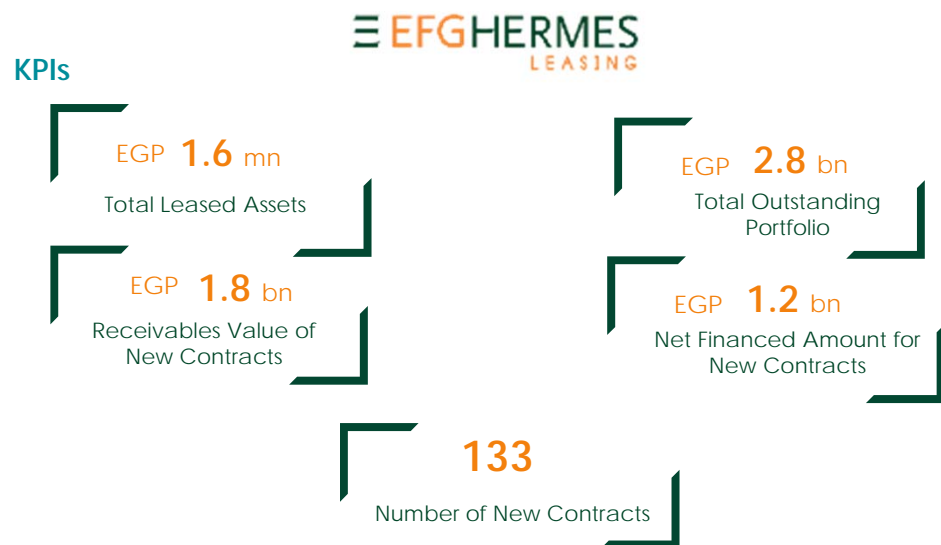 EFGHERMES
LEASING
KPIs
EGP 1.6 mn
Total Leased Assets
EGP 2.8 bn
Total Outstanding
Portfolio
EGP 1.8 bn
Receivables Value of
New Contracts
EGP 1.2 bn
Net Financed Amount for
New Contracts
133
Number of New Contracts